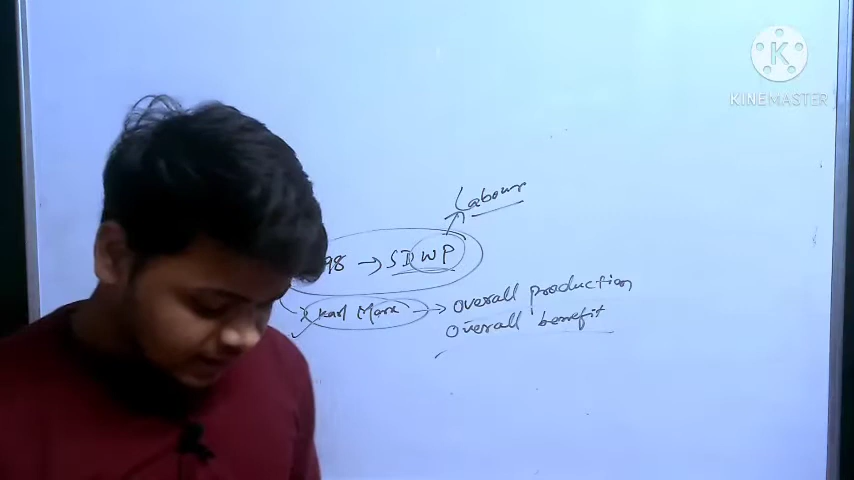 K
KINEMASTER
Labour
98 → SDWP
Karl Marx → overall production
overall benefit